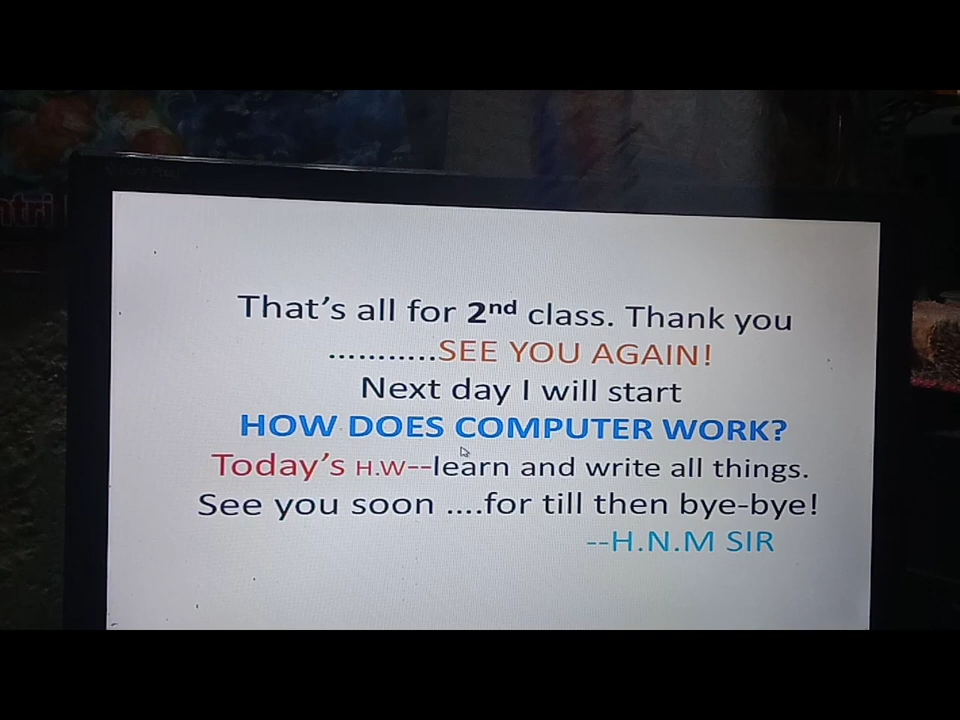 That's all for 2nd class. Thank you
...........SEE YOU AGAIN!
Next day I will start
HOW DOES COMPUTER WORK?
Today's H.W--learn and write all things.
See you soon ....for till then bye-bye!
--H.N.M SIR